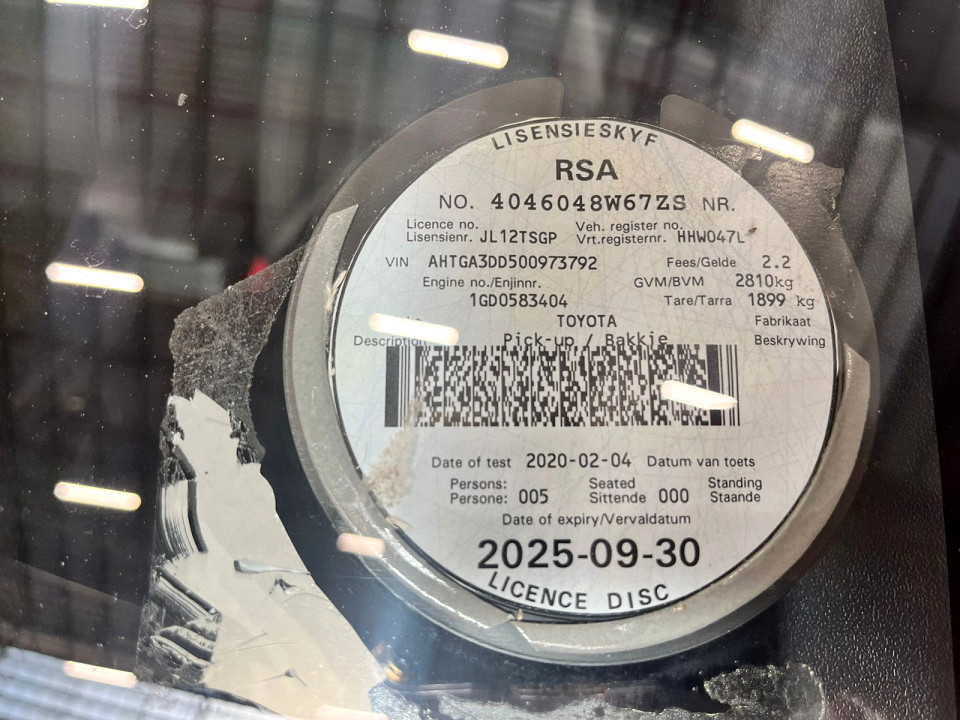 LISENSIESKYF
RSA
NO. 4046048W67ZS NR.
Licence no. Veh. register no.
Lisensienr. JL12TSGP Vrt.registernr. HHW047L
VIN AHTGA3DD500973792 Fees/Gelde 2.2
Engine no./Enjinnr. GVM/BVM 2810kg
1GD0583404 Tare/Tarra 1899 kg
TOYOTA Fabrikaat
Description Pick-up / Bakkie Beskrywing
Date of test 2020-02-04 Datum van toets
Persons: Seated Standing
Persone: 005 Sittende 000 Staande
Date of expiry/Vervaldatum
2025-09-30
LICENCE DISC